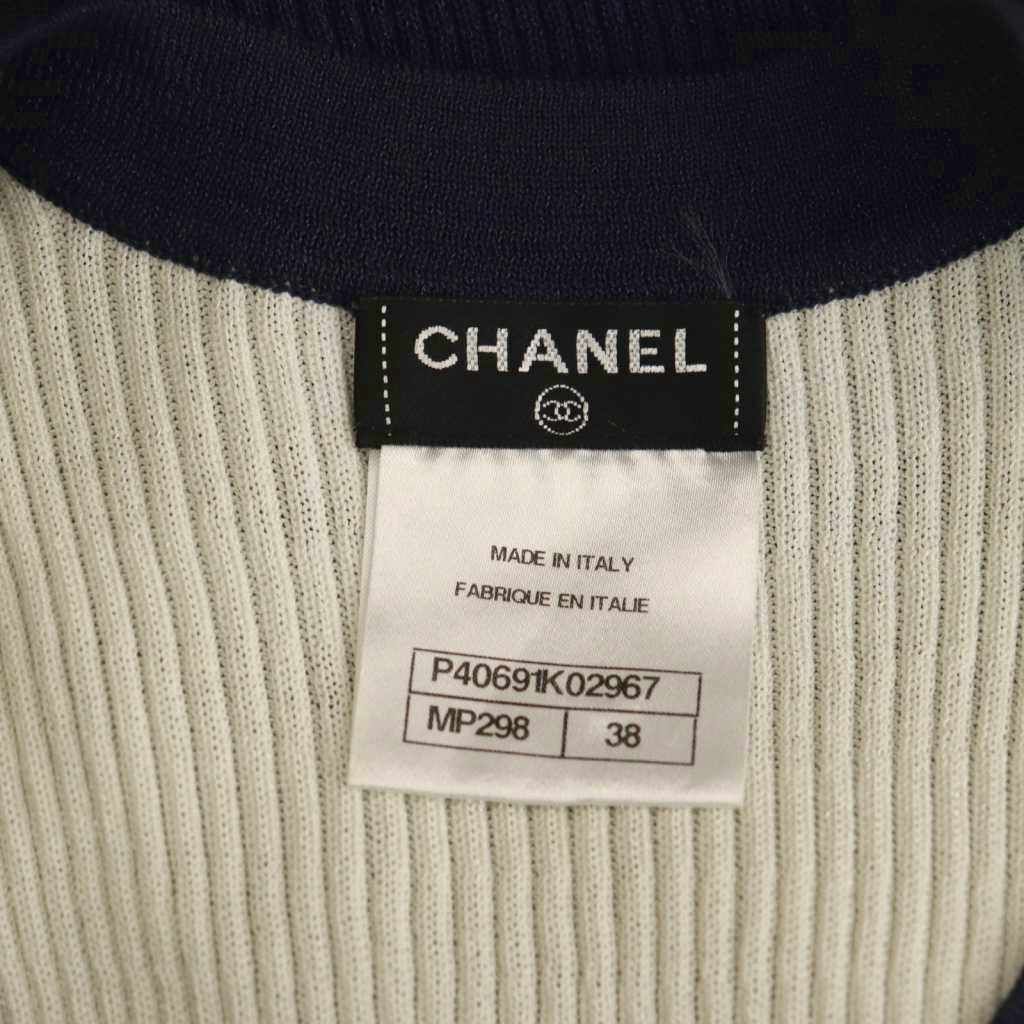 CHANEL
MADE IN ITALY
FABRIQUE EN ITALIE
P40691K02967
MP298 38